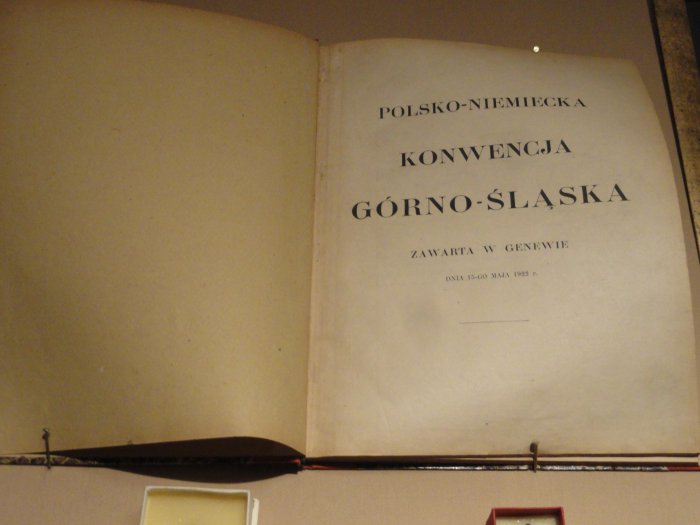 POLSKO-NIEMIECKA
KONWENCJA
GÓRNO-ŚLĄSKA
ZAWARTA W GENEWIE
DNIA 15-GO MAJA 1922 r.